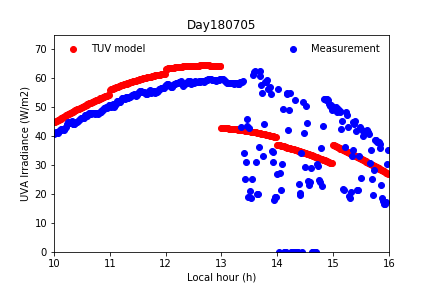 Day180705
TUV model
Measurement
UVA Irradiance (W/m2)
70
60
50
40
30
20
10
0
10 11 12 13 14 15 16
Local hour (h)